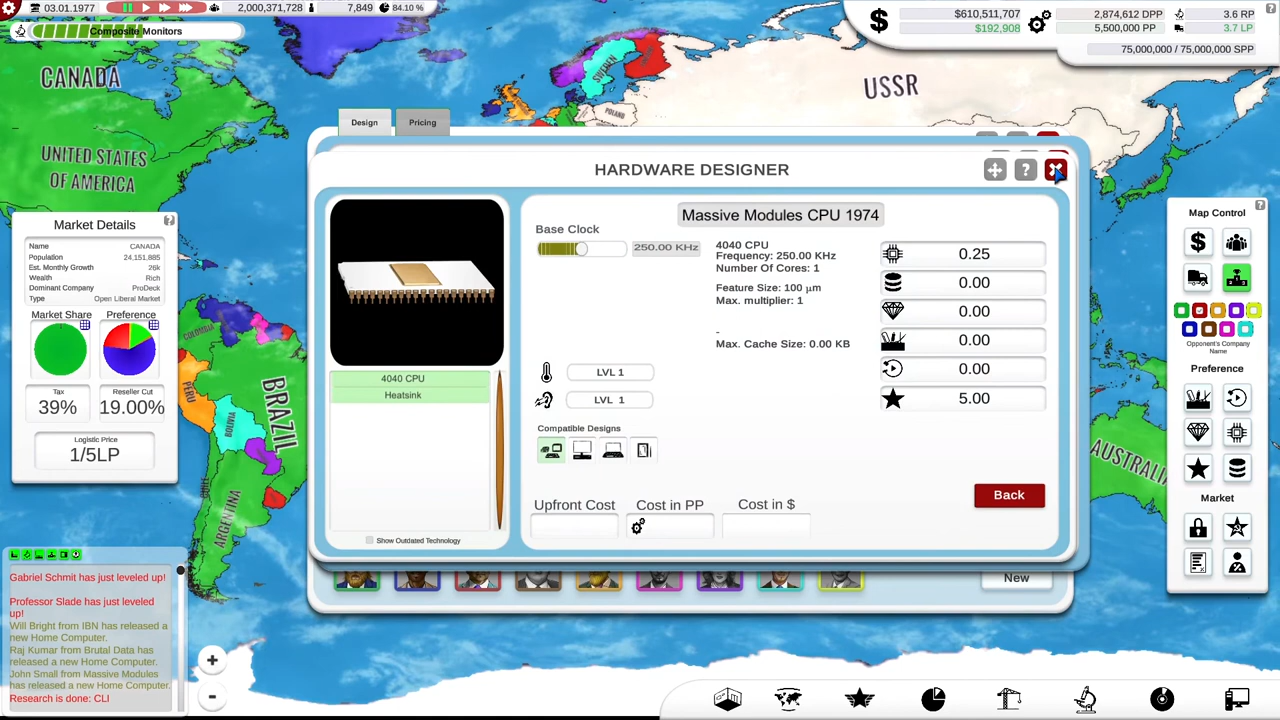 03.01.1977
2,000,371,728
7,849
84.10 %
Composite Monitors
$610,511,707
$192,908
2,874,612 DPP
5,500,000 PP
3.6 RP
3.7 LP
75,000,000 / 75,000,000 SPP
CANADA
UNITED STATES
OF AMERICA
SWEDEN
POLAND
USSR
COLOMBIA
PERU
BRAZIL
BOLIVIA
CHILE
ARGENTINA
AUSTRALIA
Design
Pricing
HARDWARE DESIGNER
Massive Modules CPU 1974
Base Clock
250.00 KHz
4040 CPU
Frequency: 250.00 KHz
Number Of Cores: 1
Feature Size: 100 μm
Max. multiplier: 1
-
Max. Cache Size: 0.00 KB
0.25
0.00
0.00
0.00
0.00
5.00
4040 CPU
Heatsink
Show Outdated Technology
LVL 1
LVL 1
Compatible Designs
Upfront Cost
Cost in PP
Cost in $
Back
New
Market Details
Name CANADA
Population 24,151,885
Est. Monthly Growth 26k
Wealth Rich
Dominant Company ProDeck
Type Open Liberal Market
Market Share
Preference
Tax
39%
Reseller Cut
19.00%
Logistic Price
1/5LP
Gabriel Schmit has just leveled up!
Professor Slade has just leveled
up!
Will Bright from IBN has released a
new Home Computer.
Raj Kumar from Brutal Data has
released a new Home Computer.
John Small from Massive Modules
has released a new Home Computer.
Research is done: CLI
+
-
Map Control
Opponent's Company
Name
Preference
Market